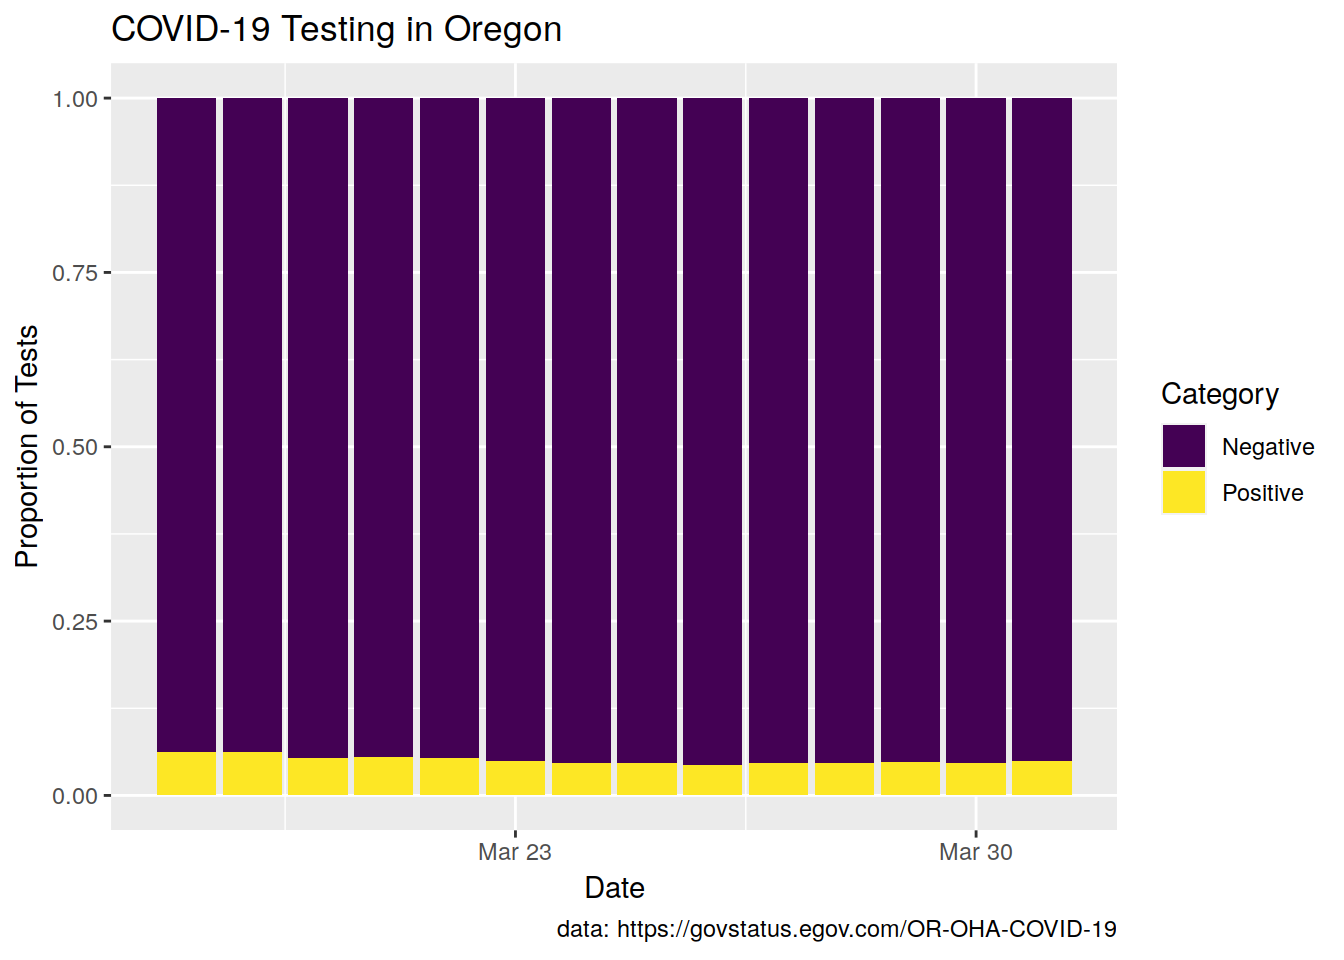 COVID-19 Testing in Oregon
1.00
0.75
0.50
0.25
0.00
Proportion of Tests
Mar 23
Mar 30
Date
Category
Negative
Positive
data: https://govstatus.egov.com/OR-OHA-COVID-19